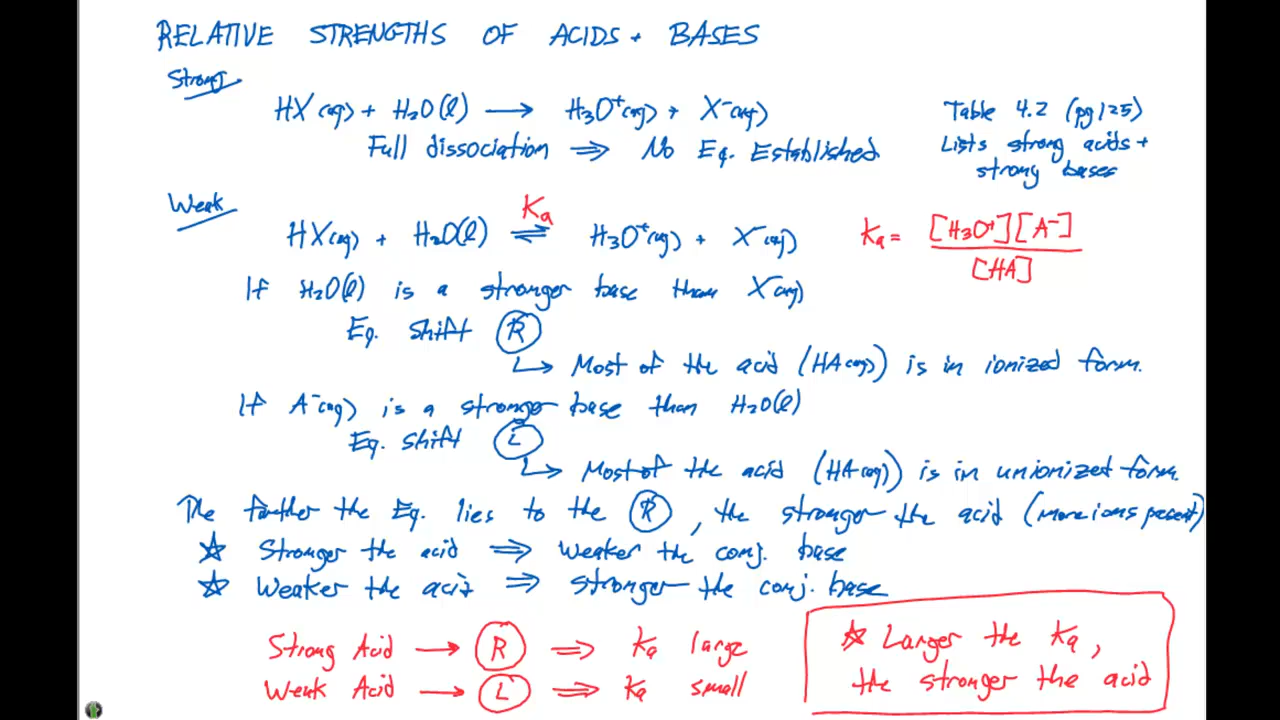 RELATIVE STRENGTHS OF ACIDS + BASES
Strong
HX(aq) + H₂O(l) → H₃O⁺(aq) + X⁻(aq)
Full dissociation ⇒ No Eq. Established
Table 4.2 (pg 125)
Lists strong acids +
strong bases
Weak
HX(aq) + H₂O(l) ⇌ H₃O⁺(aq) + X⁻(aq)
Ka
Ka = [H₃O⁺][A⁻]
[HA]
If H₂O(l) is a stronger base than X⁻(aq)
Eq. shift R
↳ Most of the acid (HA(aq)) is in ionized form.
If A⁻(aq) is a stronger base than H₂O(l)
Eq. shift L
↳ Most of the acid (HA(aq)) is in unionized form.
The farther the Eq. lies to the R, the stronger the acid (more ions present)
☆ Stronger the acid ⇒ Weaker the conj. base
☆ Weaker the acid ⇒ stronger the conj. base
Strong Acid → R ⇒ Ka large
Weak Acid → L ⇒ Ka small
☆ Larger the Ka,
the stronger the acid